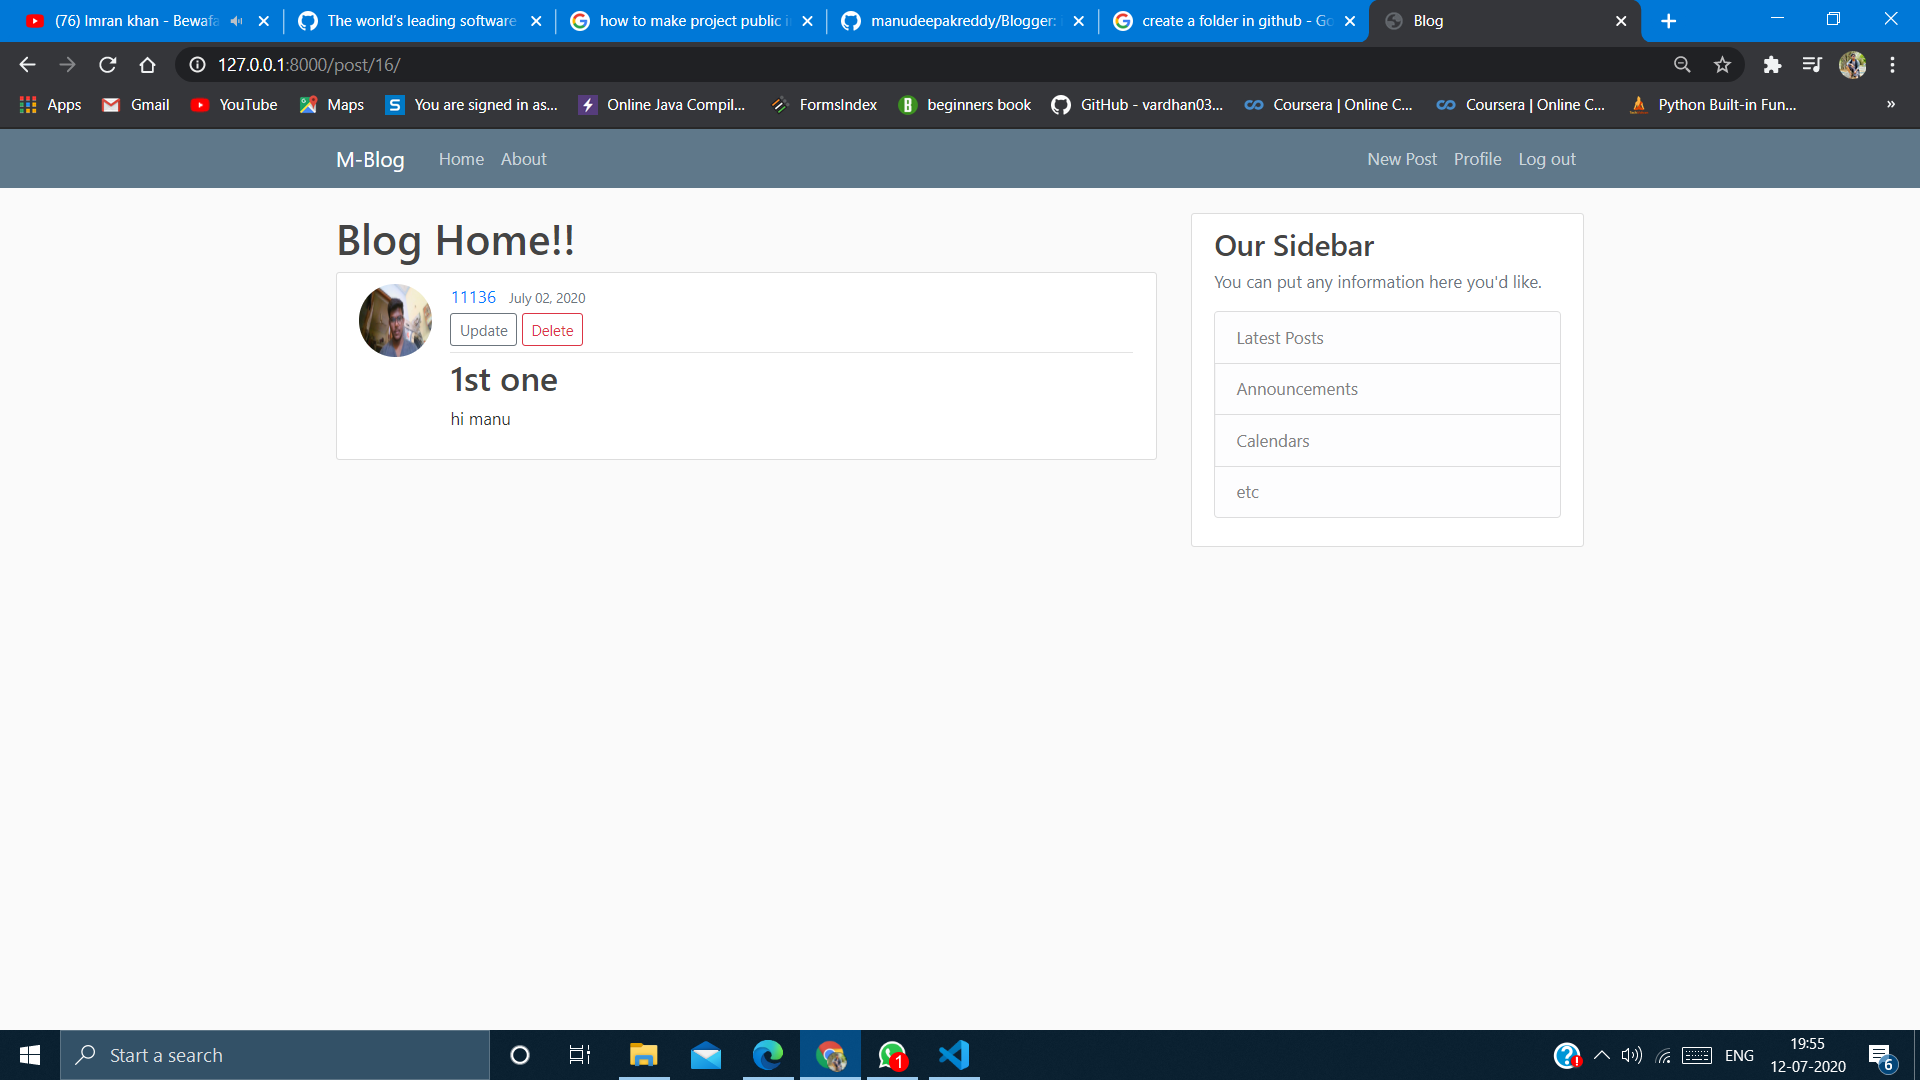 (76) Imran khan - Bewafa
The world's leading software
how to make project public i
manudeepakreddy/Blogger:
create a folder in github - Go
Blog
127.0.0.1:8000/post/16/
Apps
Gmail
YouTube
Maps
You are signed in as...
Online Java Compil...
FormsIndex
beginners book
GitHub - vardhan03...
Coursera | Online C...
Coursera | Online C...
Python Built-in Fun...
»
M-Blog
Home
About
New Post
Profile
Log out
Blog Home!!
11136 July 02, 2020
Update
Delete
1st one
hi manu
Our Sidebar
You can put any information here you'd like.
Latest Posts
Announcements
Calendars
etc
Start a search
1
ENG
19:55
12-07-2020
6